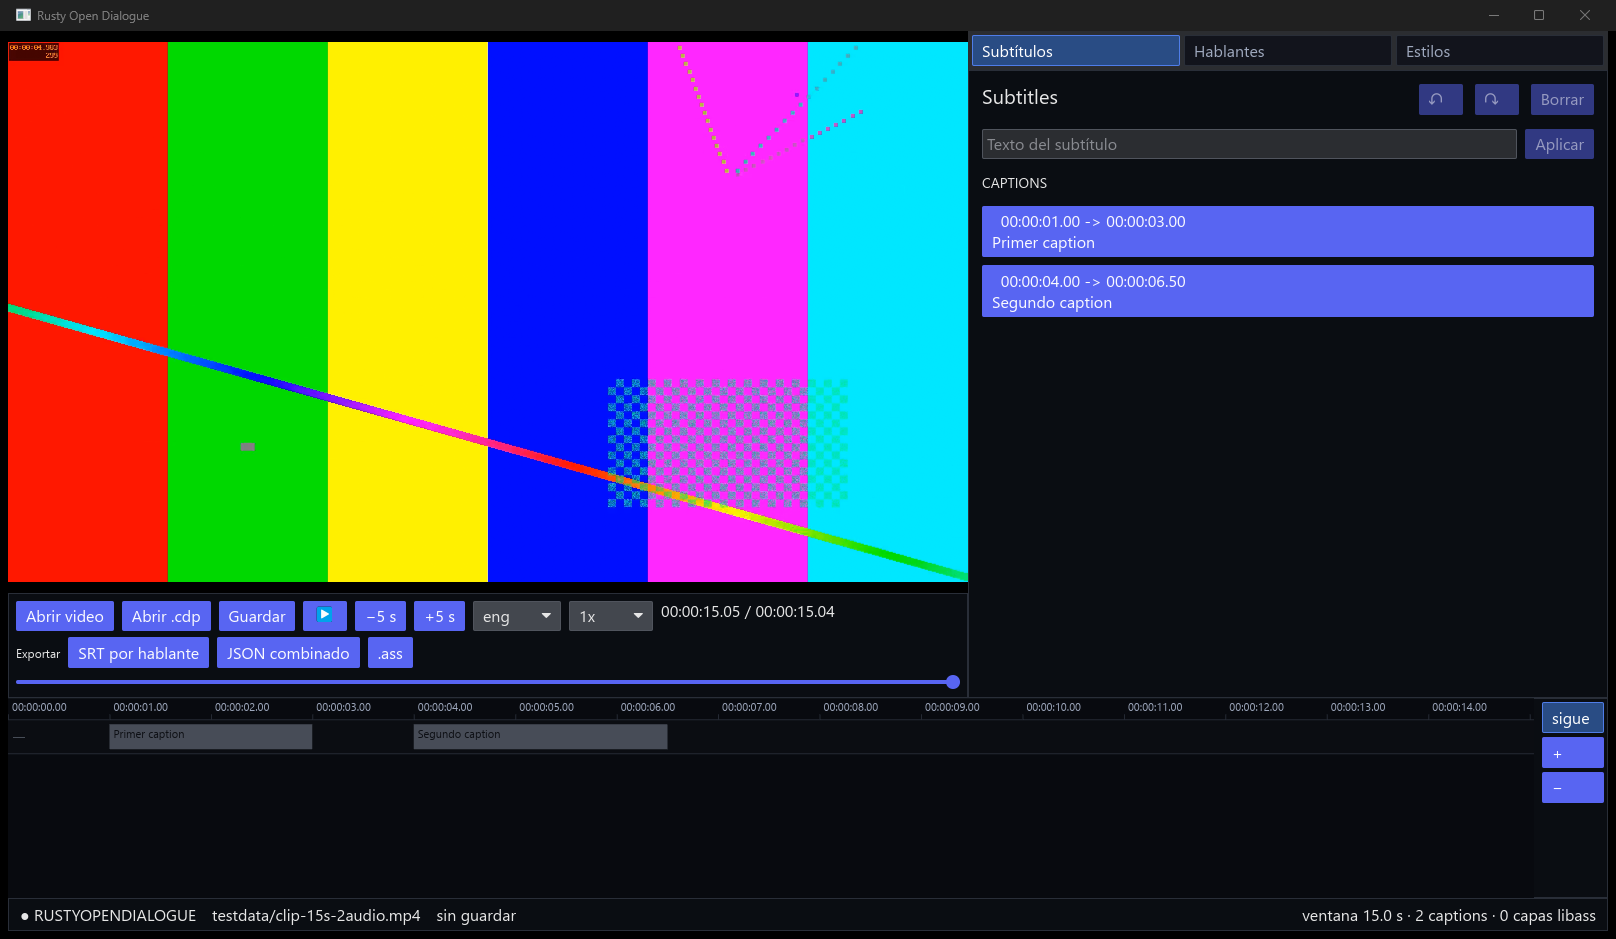 Rusty Open Dialogue
00:00:04.983
299
Subtítulos
Hablantes
Estilos
Subtitles
Borrar
Texto del subtítulo
Aplicar
CAPTIONS
00:00:01.00 -> 00:00:03.00
Primer caption
00:00:04.00 -> 00:00:06.50
Segundo caption
Abrir video
Abrir .cdp
Guardar
−5 s
+5 s
eng
1x
00:00:15.05 / 00:00:15.04
Exportar
SRT por hablante
JSON combinado
.ass
00:00:00.00
00:00:01.00
00:00:02.00
00:00:03.00
00:00:04.00
00:00:05.00
00:00:06.00
00:00:07.00
00:00:08.00
00:00:09.00
00:00:10.00
00:00:11.00
00:00:12.00
00:00:13.00
00:00:14.00
sigue
— Primer caption
Segundo caption
+
−
● RUSTYOPENDIALOGUE testdata/clip-15s-2audio.mp4 sin guardar
ventana 15.0 s · 2 captions · 0 capas libass